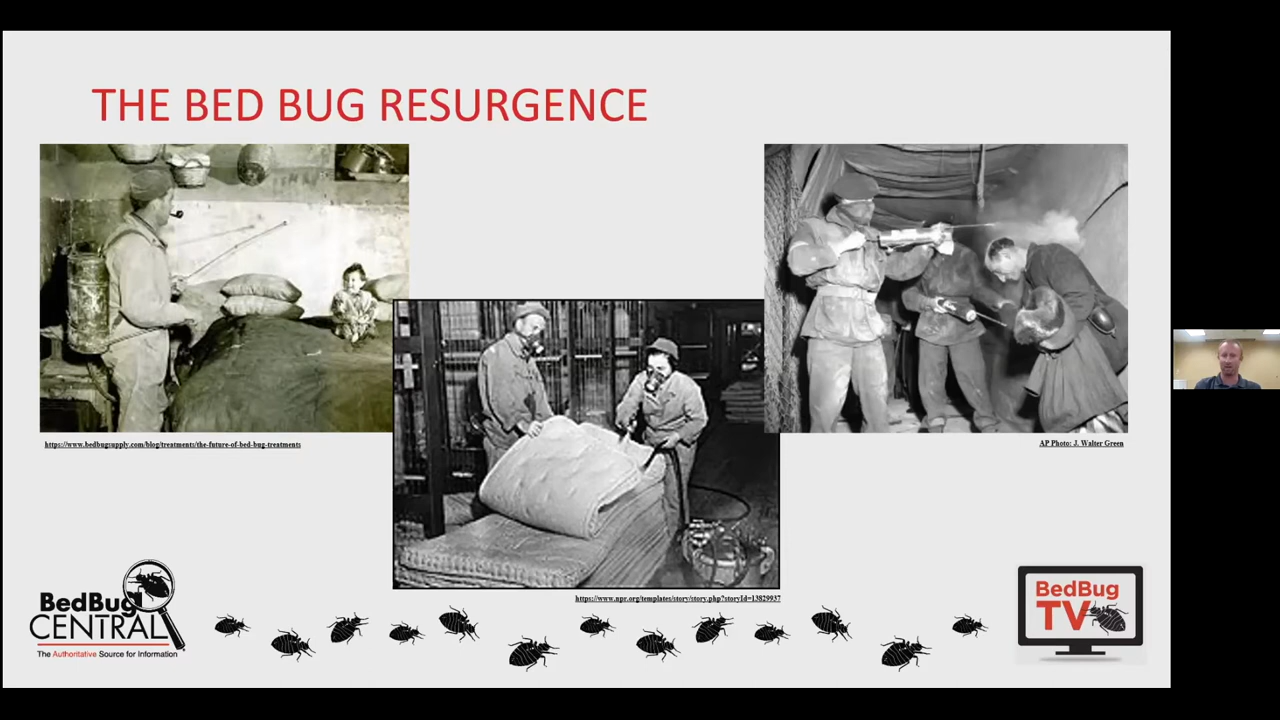 THE BED BUG RESURGENCE
https://www.bedbugsupply.com/blog/treatments/the-future-of-bed-bug-treatments
AP Photo: J. Walter Green
https://www.npr.org/templates/story/story.php?storyId=13829937
BedBug
CENTRAL
The Authoritative Source for Information
BedBug
TV